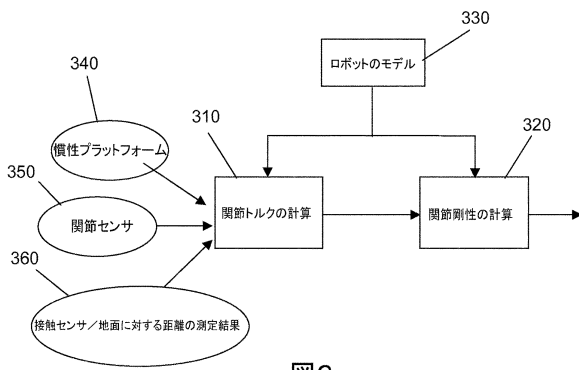 330
ロボットのモデル
340
310
320
慣性プラットフォーム
350
関節トルクの計算
関節剛性の計算
関節センサ
360
接触センサ／地面に対する距離の測定結果